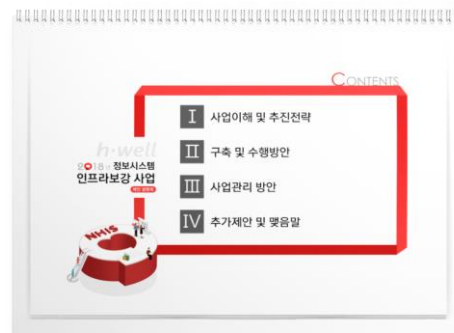 CONTENTS
I 사업이해 및 추진전략
II 구축 및 수행방안
III 사업관리 방안
IV 추가제안 및 맺음말
h·well
2018년 정보시스템
인프라보강 사업
NHIS